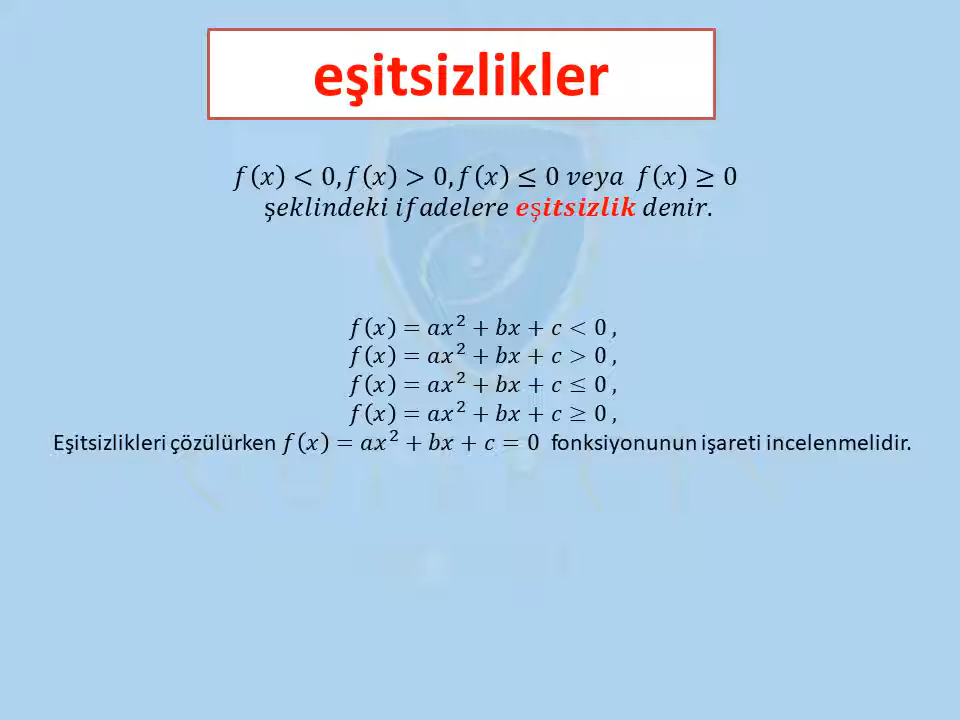 eşitsizlikler
𝑓(𝑥) < 0, 𝑓(𝑥) > 0, 𝑓(𝑥) ≤ 0 𝑣𝑒𝑦𝑎 𝑓(𝑥) ≥ 0
şeklindeki ifadelere eşitsizlik denir.
f(x) = ax² + bx + c < 0 ,
f(x) = ax² + bx + c > 0 ,
f(x) = ax² + bx + c ≤ 0 ,
f(x) = ax² + bx + c ≥ 0 ,
Eşitsizlikleri çözülürken f(x) = ax² + bx + c = 0 fonksiyonunun işareti incelenmelidir.